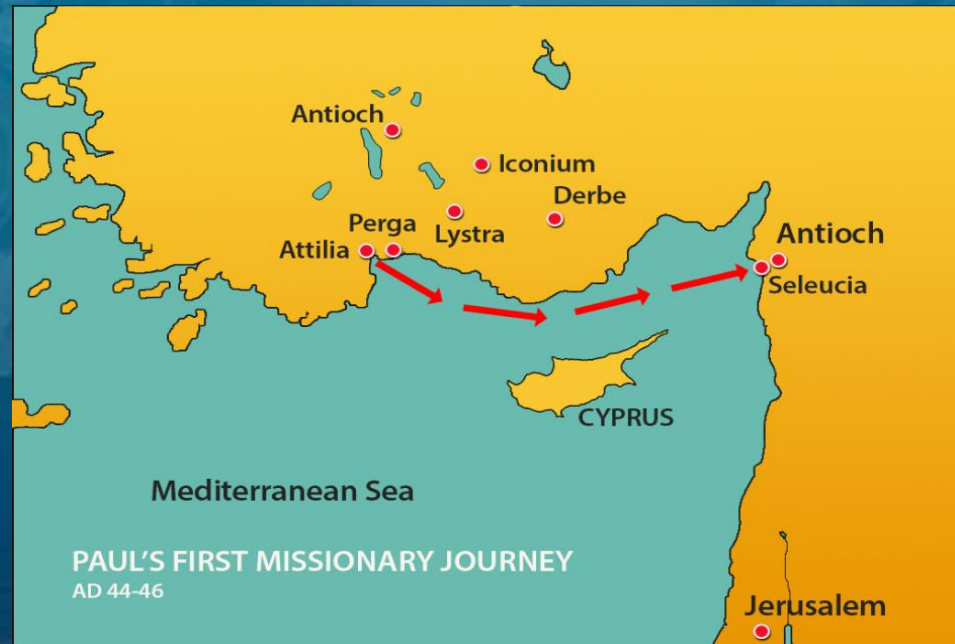 Antioch
Iconium
Derbe
Perga
Lystra
Attilia
Antioch
Seleucia
CYPRUS
Mediterranean Sea
PAUL'S FIRST MISSIONARY JOURNEY
AD 44-46
Jerusalem